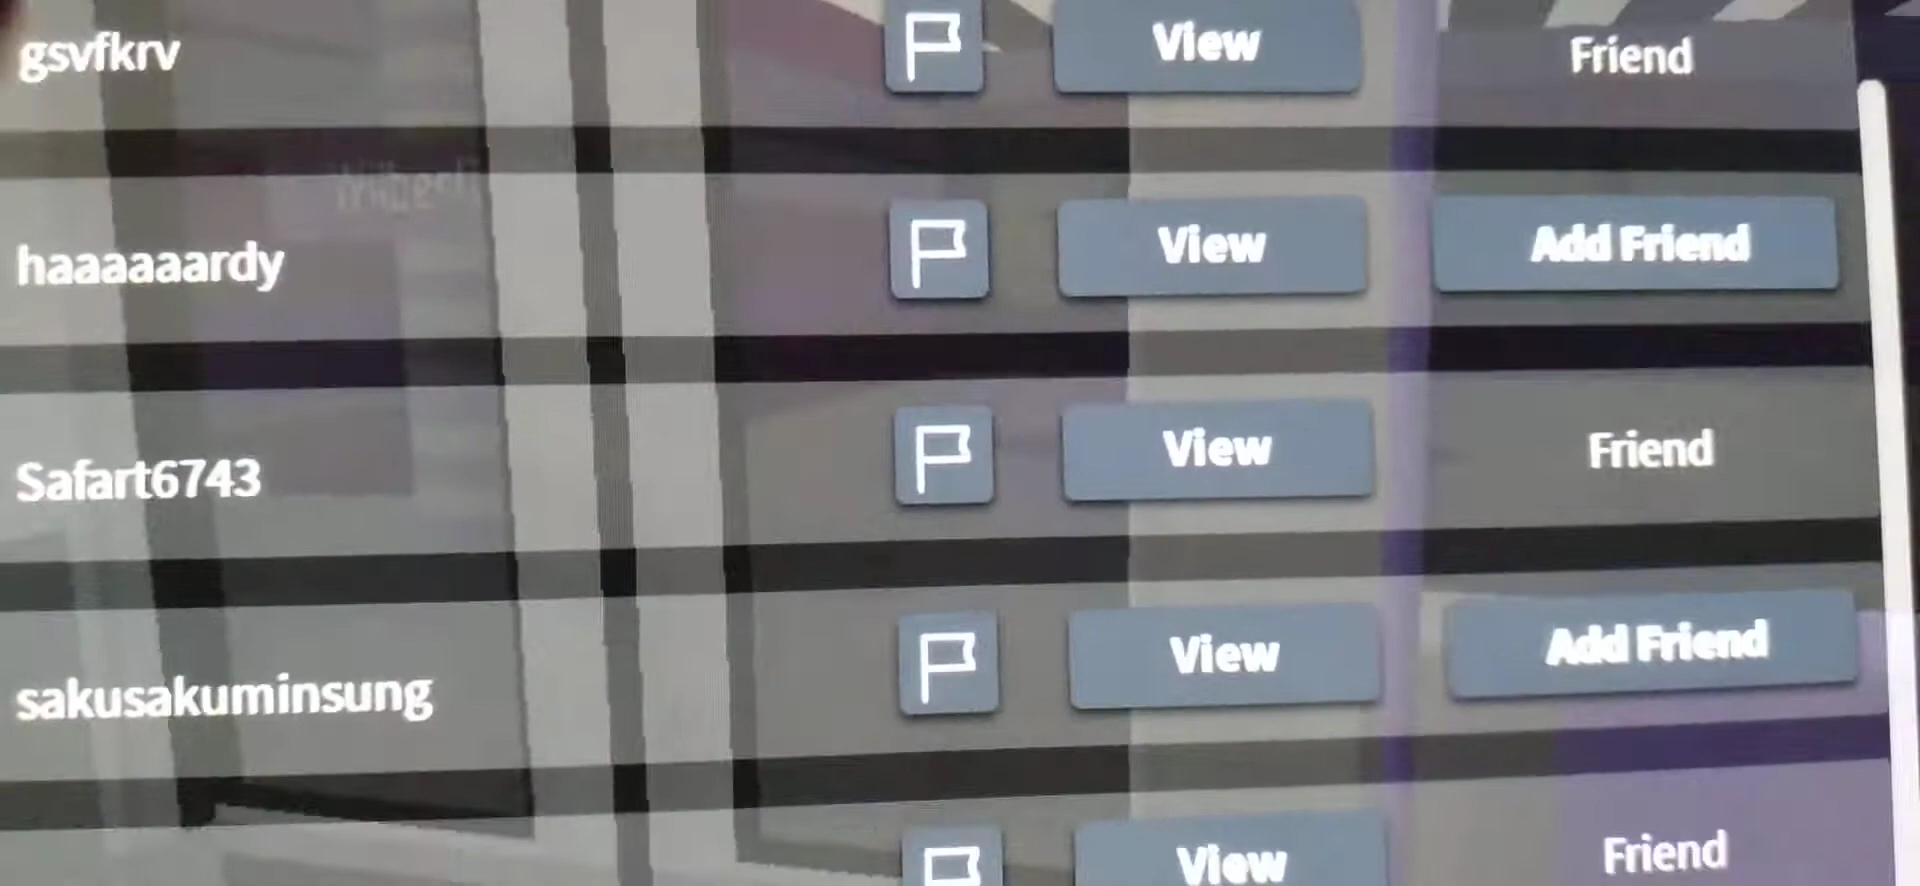 gsvfkrv View Friend
haaaaaardy View Add Friend
Safart6743 View Friend
sakusakuminsung View Add Friend
View Friend